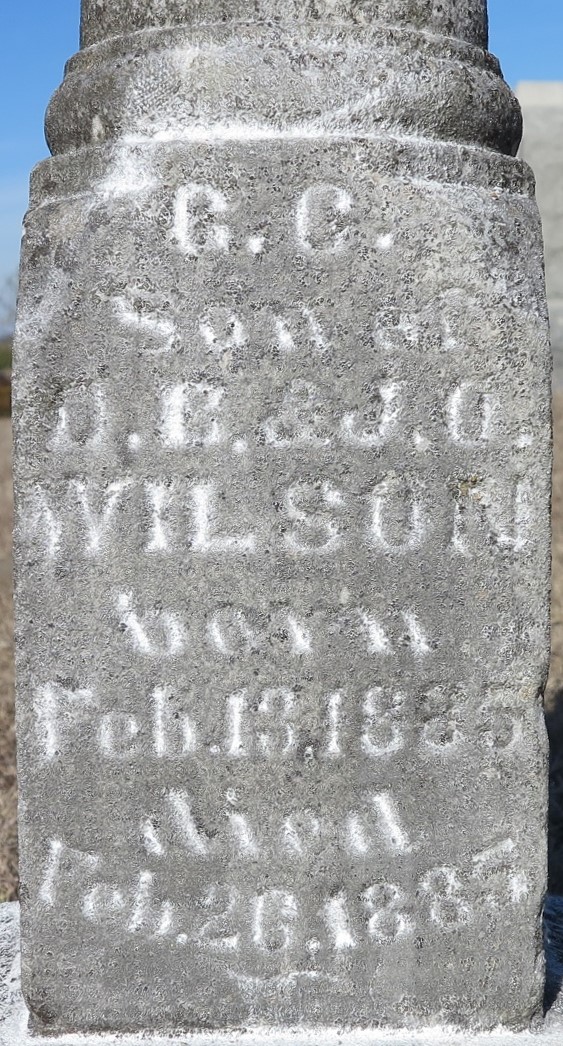 G. C.
Son of
D. E. & J. C.
WILSON
born
Feb. 13, 1885
died
Feb. 26. 1887